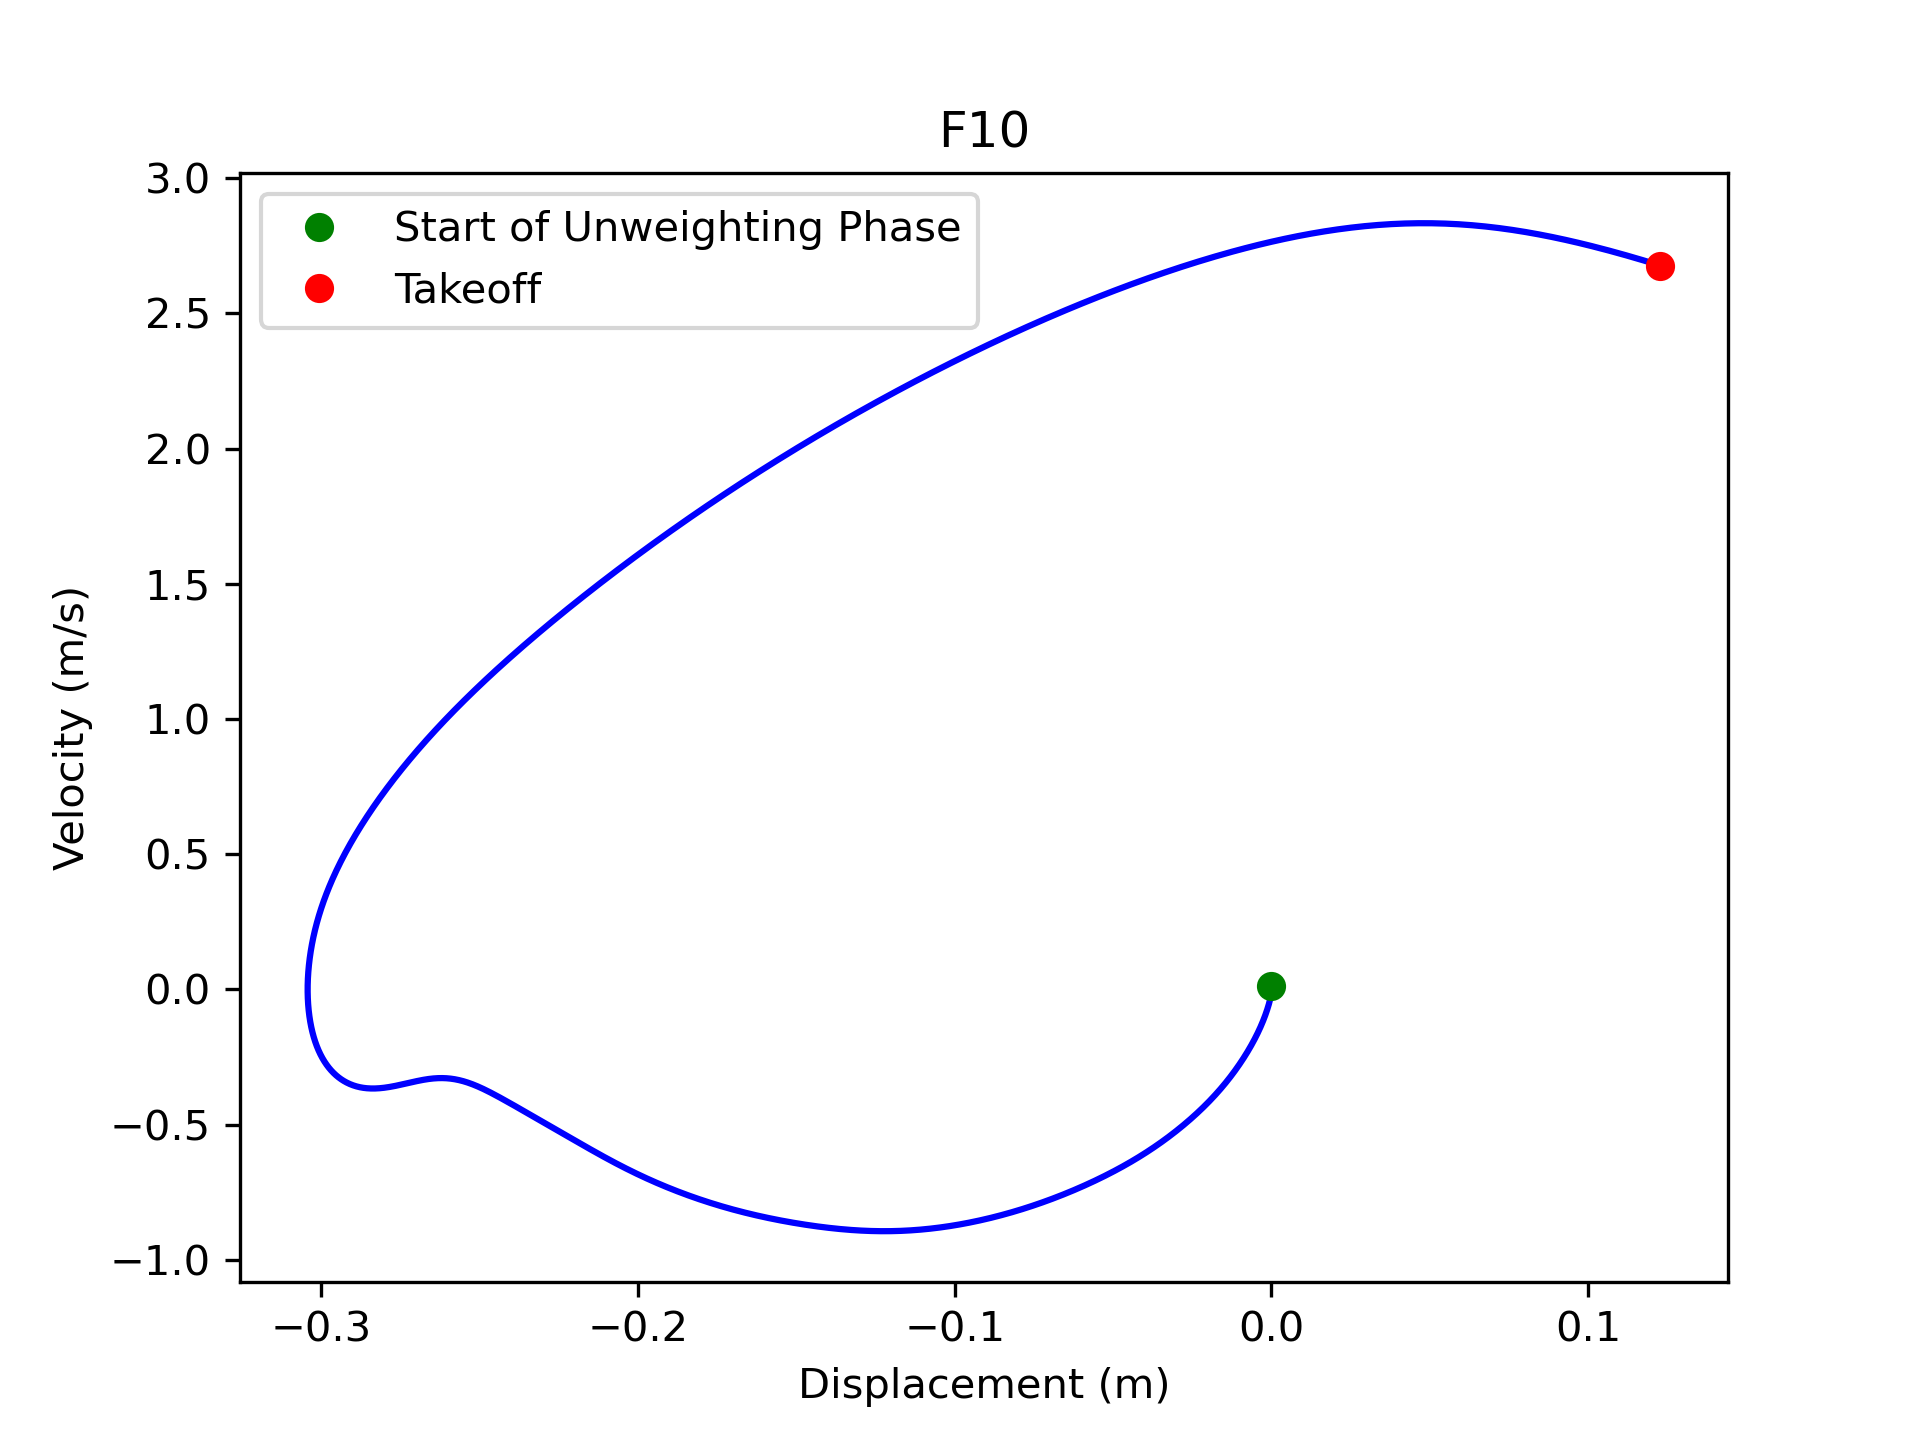 F10
Start of Unweighting Phase
Takeoff
3.0
2.5
2.0
1.5
1.0
0.5
0.0
−0.5
−1.0
Velocity (m/s)
−0.3 −0.2 −0.1 0.0 0.1
Displacement (m)